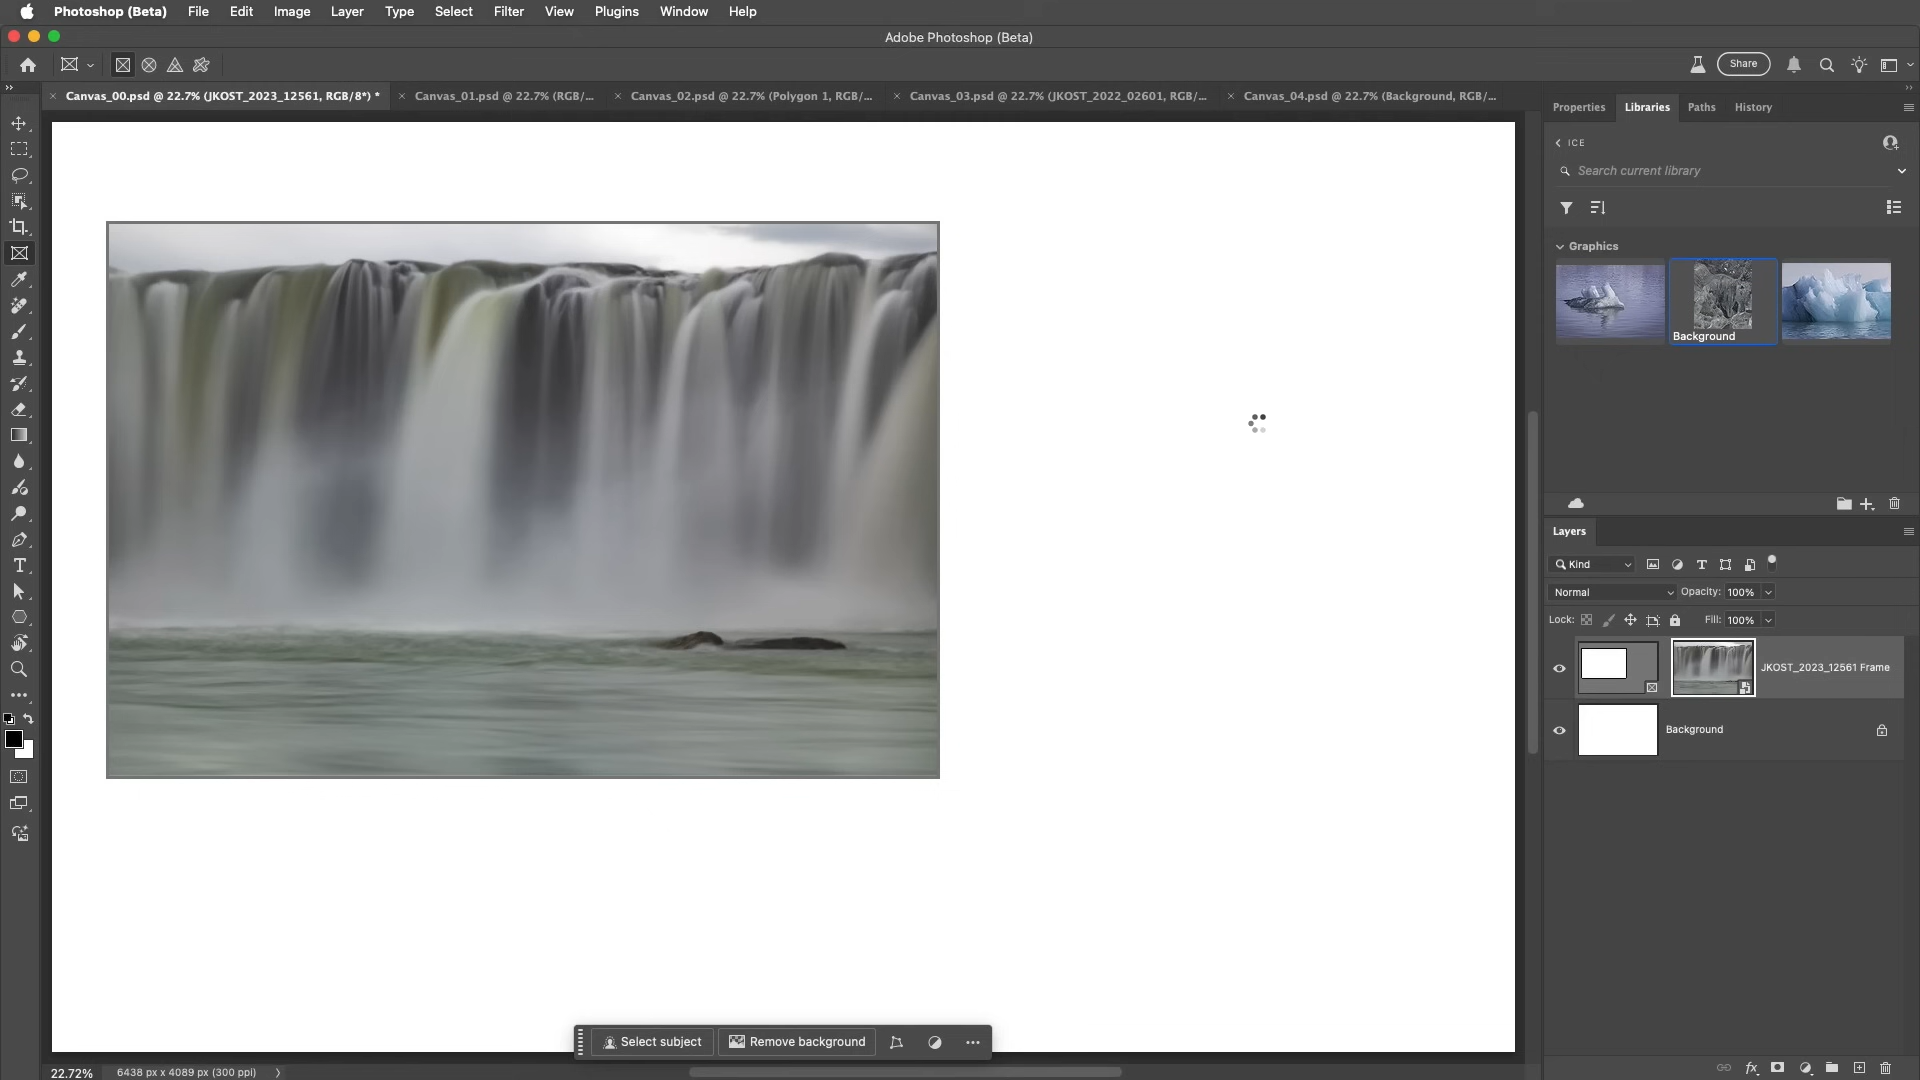 Photoshop (Beta) File Edit Image Layer Type Select Filter View Plugins Window Help
Adobe Photoshop (Beta)
Share
Canvas_00.psd @ 22.7% (JKOST_2023_12561, RGB/8*) * Canvas_01.psd @ 22.7% (RGB/... Canvas_02.psd @ 22.7% (Polygon 1, RGB/... Canvas_03.psd @ 22.7% (JKOST_2022_02601, RGB/... Canvas_04.psd @ 22.7% (Background, RGB/...
Properties Libraries Paths History
ICE
Search current library
Graphics
Background
Layers
Kind
Normal Opacity: 100%
Lock: Fill: 100%
JKOST_2023_12561 Frame
Background
Select subject Remove background
22.72% 6438 px x 4089 px (300 ppi)